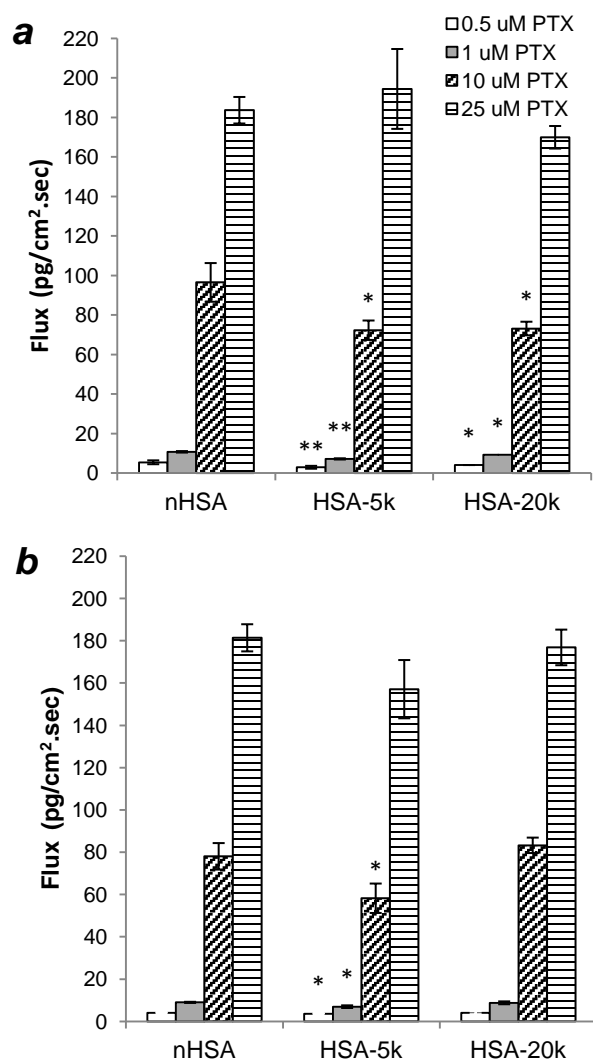 a
0.5 uM PTX
1 uM PTX
10 uM PTX
25 uM PTX
Flux (pg/cm².sec)
220
200
180
160
140
120
100
80
60
40
20
0
*
*
**
**
*
*
nHSA
HSA-5k
HSA-20k
b
Flux (pg/cm².sec)
220
200
180
160
140
120
100
80
60
40
20
0
*
*
*
nHSA
HSA-5k
HSA-20k